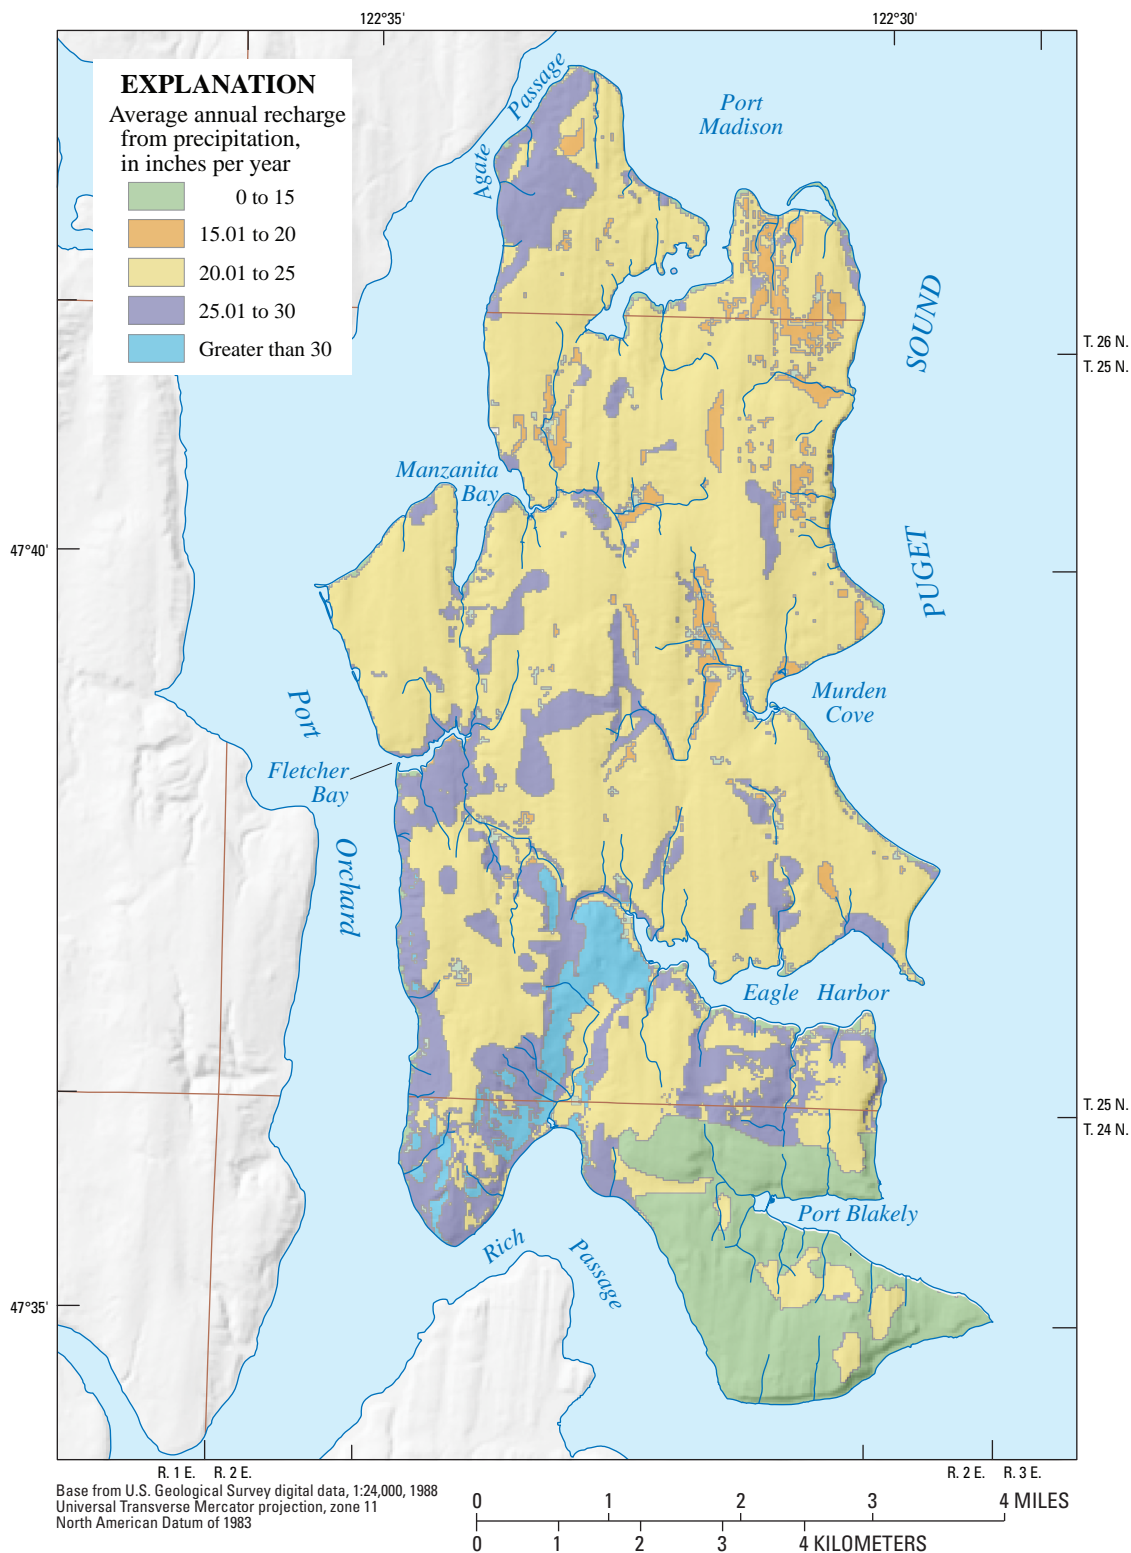 122°35'
122°30'
EXPLANATION
Average annual recharge
from precipitation,
in inches per year
0 to 15
15.01 to 20
20.01 to 25
25.01 to 30
Greater than 30
Agate Passage
Port
Madison
SOUND
T. 26 N.
T. 25 N.
Manzanita
Bay
47°40'
PUGET
Port
Murden
Cove
Fletcher
Bay
Orchard
Eagle Harbor
T. 25 N.
T. 24 N.
Port Blakely
Rich
Passage
47°35'
R. 1 E.
R. 2 E.
R. 2 E.
R. 3 E.
Base from U.S. Geological Survey digital data, 1:24,000, 1988
Universal Transverse Mercator projection, zone 11
North American Datum of 1983
0 1 2 3 4 MILES
0 1 2 3 4 KILOMETERS